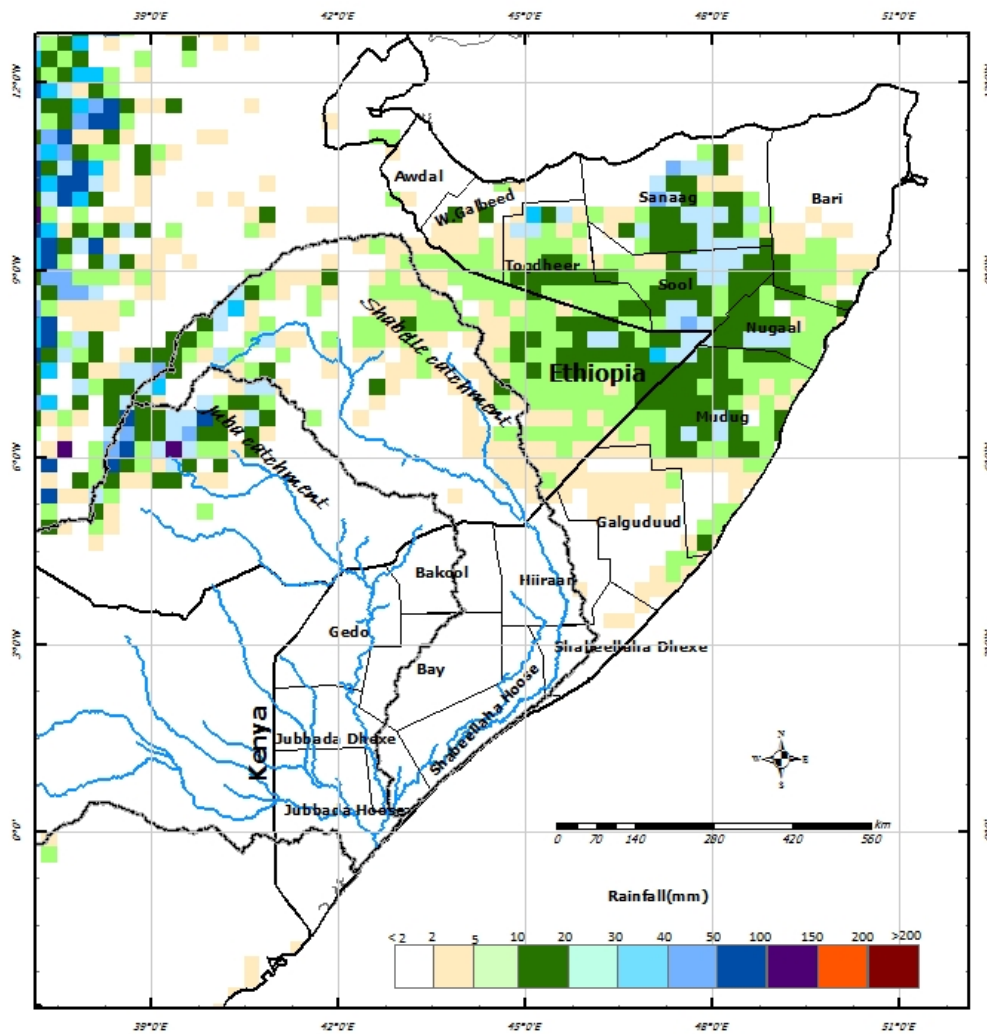 39°0'E 42°0'E 45°0'E 48°0'E 51°0'E
12°0'W
Awdal
Sanaag
Bari
W.Galbeed
9°0'W
Togdheer
Sool
Shabelle catchment
Nugaal
Ethiopia
Juba catchment
Mudug
6°0'W
Galguduud
Bakool
Hiiraan
Gedo
3°0'W
Shabeellaha Dhexe
Bay
Shabeellaha Hoose
Kenya
Jubbada Dhexe
N
W E
S
Jubbada Hoose
0°0'
km
0 70 140 280 420 560
Rainfall(mm)
<2 2 5 10 20 30 40 50 100 150 200 >200
39°0'E 42°0'E 45°0'E 48°0'E 51°0'E